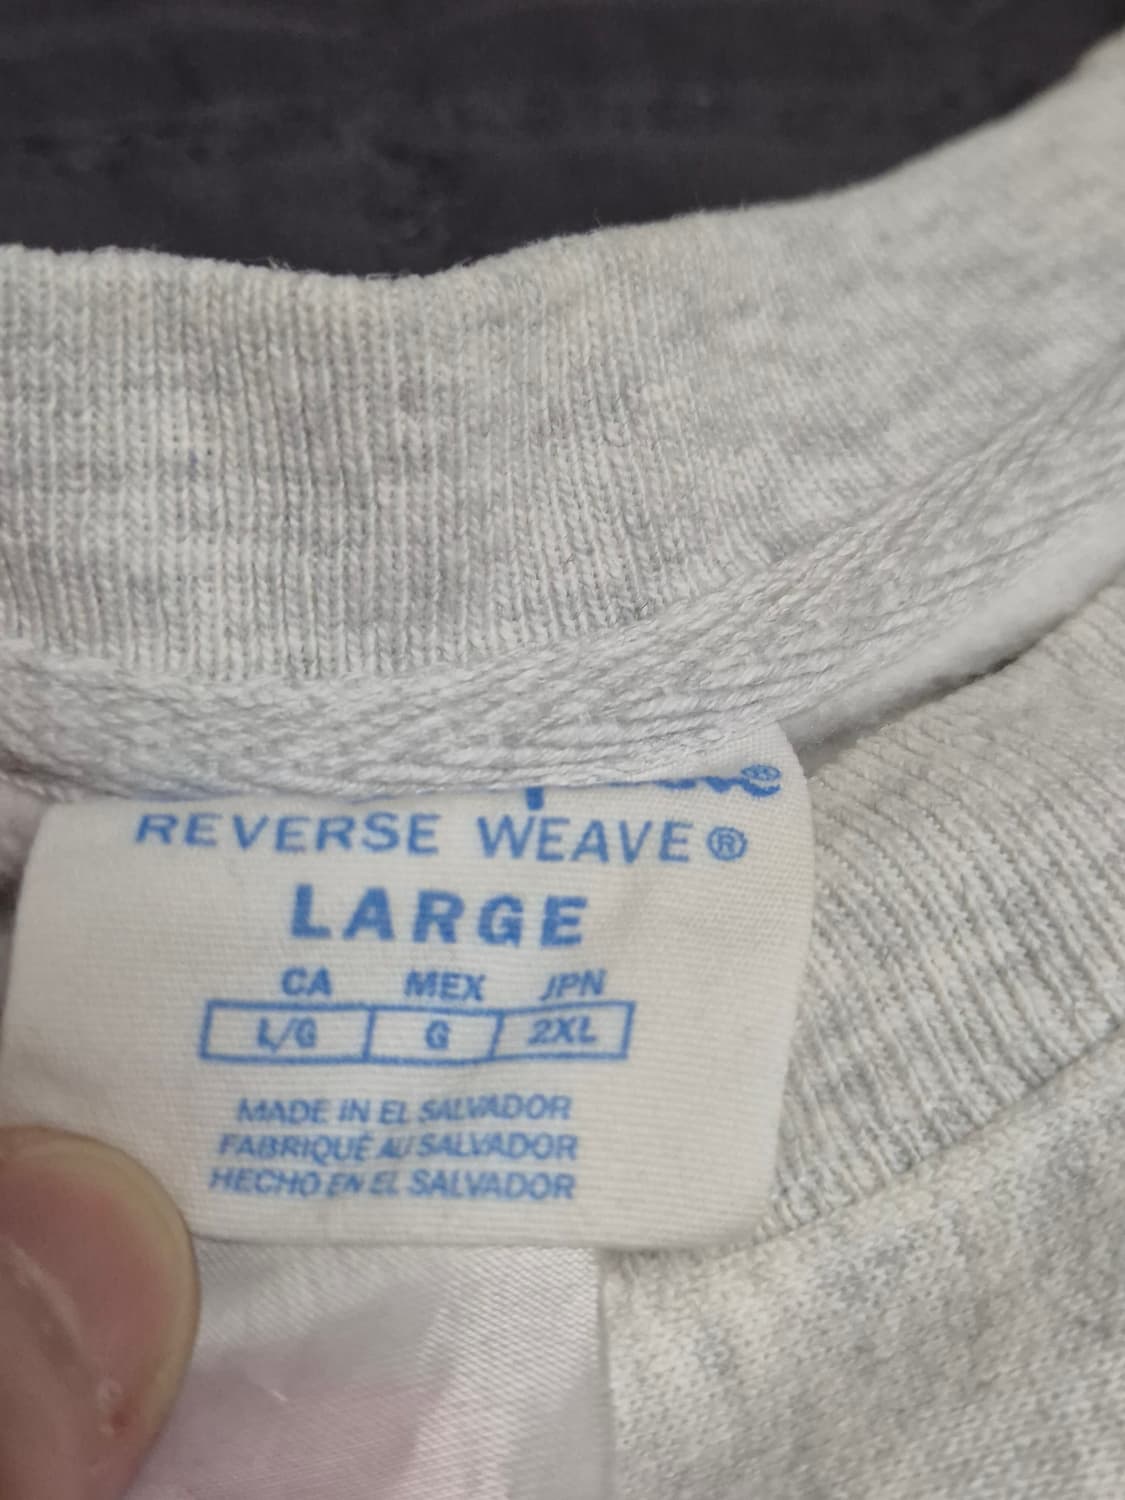 REVERSE WEAVE®
LARGE
CA MEX JPN
L/G G 2XL
MADE IN EL SALVADOR
FABRIQUÉ AU SALVADOR
HECHO EN EL SALVADOR